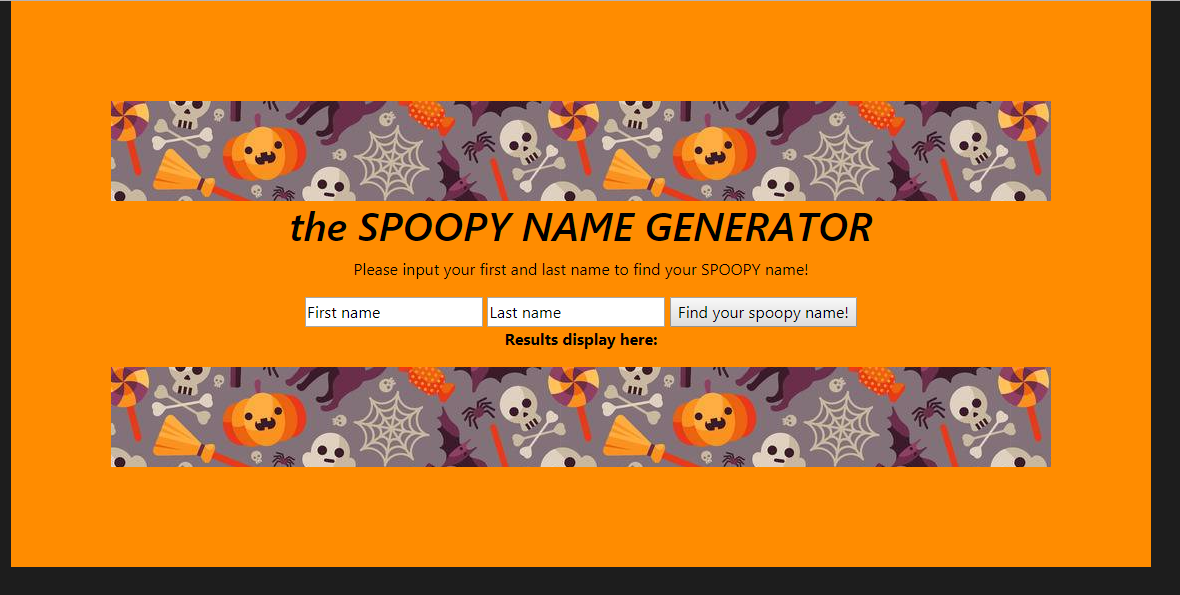 the SPOOPY NAME GENERATOR
Please input your first and last name to find your SPOOPY name!
First name Last name Find your spoopy name!
Results display here: